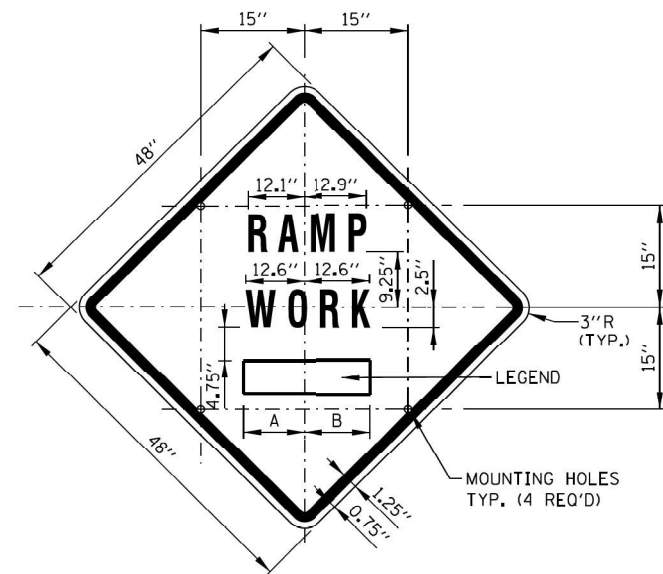 15" 15"
48"
12.1" 12.9"
RAMP
12.6" 12.6"
9.25"
2.5"
15"
WORK
3"R
(TYP.)
4.75"
LEGEND
15"
A B
48"
MOUNTING HOLES
TYP. (4 REQ'D)
1.25"
0.75"